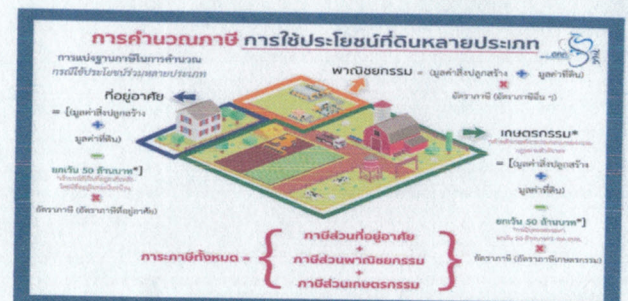 การคำนวณภาษี การใช้ประโยชน์ที่ดินหลายประเภท
การแบ่งฐานภาษีในการคำนวณ
กรณีใช้ประโยชน์ร่วมหลายประเภท
พาณิชยกรรม = (มูลค่าสิ่งปลูกสร้าง + มูลค่าที่ดิน)
×
อัตราภาษี (อัตราภาษีอื่น ๆ)
ที่อยู่อาศัย
= [(มูลค่าสิ่งปลูกสร้าง
+
มูลค่าที่ดิน)
-
ยกเว้น 50 ล้านบาท*]
×
อัตราภาษี (อัตราภาษีที่อยู่อาศัย)
เกษตรกรรม*
= [(มูลค่าสิ่งปลูกสร้าง
+
มูลค่าที่ดิน)
-
ยกเว้น 50 ล้านบาท*]
×
อัตราภาษี (อัตราภาษีเกษตรกรรม)
ภาระภาษีทั้งหมด = {
ภาษีส่วนที่อยู่อาศัย
+
ภาษีส่วนพาณิชยกรรม
+
ภาษีส่วนเกษตรกรรม
}